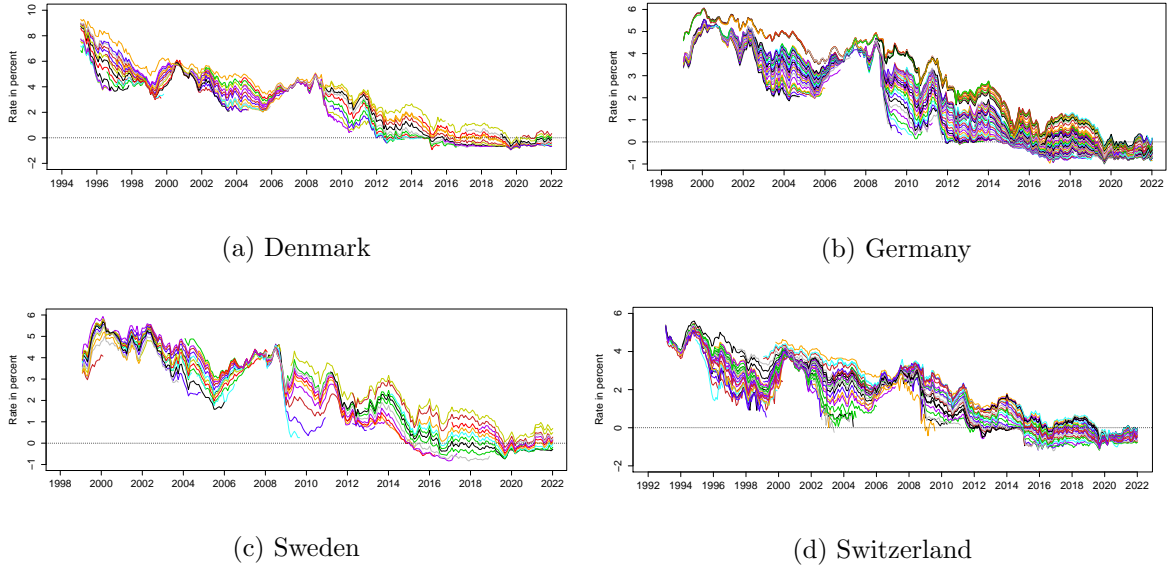 Rate in percent
10
8
6
4
2
0
−2
1994 1996 1998 2000 2002 2004 2006 2008 2010 2012 2014 2016 2018 2020 2022
(a) Denmark
Rate in percent
6
5
4
3
2
1
0
−1
1998 2000 2002 2004 2006 2008 2010 2012 2014 2016 2018 2020 2022
(b) Germany
Rate in percent
6
5
4
3
2
1
0
−1
1998 2000 2002 2004 2006 2008 2010 2012 2014 2016 2018 2020 2022
(c) Sweden
Rate in percent
6
4
2
0
−2
1992 1994 1996 1998 2000 2002 2004 2006 2008 2010 2012 2014 2016 2018 2020 2022
(d) Switzerland